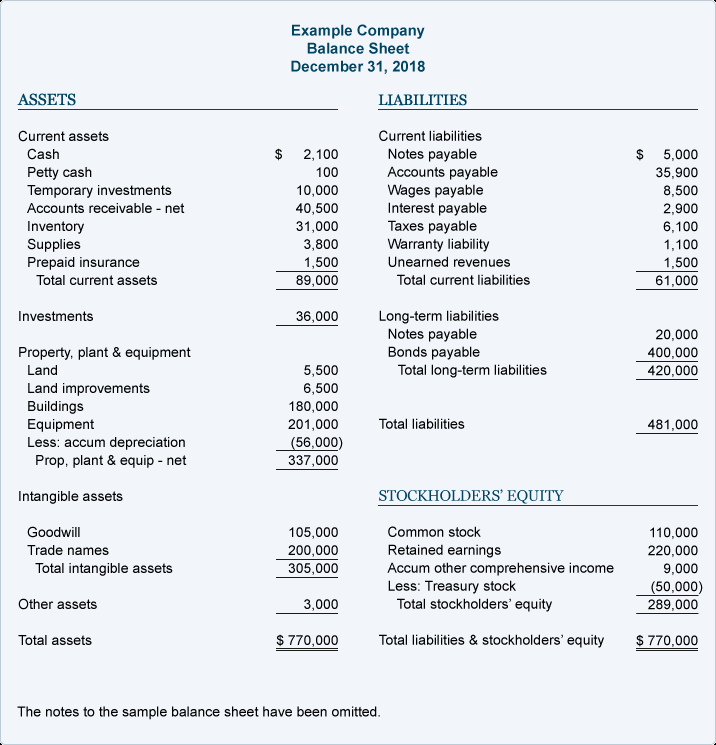 Example Company
Balance Sheet
December 31, 2018
ASSETS
Current assets
Cash $ 2,100
Petty cash 100
Temporary investments 10,000
Accounts receivable - net 40,500
Inventory 31,000
Supplies 3,800
Prepaid insurance 1,500
Total current assets 89,000
Investments 36,000
Property, plant & equipment
Land 5,500
Land improvements 6,500
Buildings 180,000
Equipment 201,000
Less: accum depreciation (56,000)
Prop, plant & equip - net 337,000
Intangible assets
Goodwill 105,000
Trade names 200,000
Total intangible assets 305,000
Other assets 3,000
Total assets $ 770,000
LIABILITIES
Current liabilities
Notes payable $ 5,000
Accounts payable 35,900
Wages payable 8,500
Interest payable 2,900
Taxes payable 6,100
Warranty liability 1,100
Unearned revenues 1,500
Total current liabilities 61,000
Long-term liabilities
Notes payable 20,000
Bonds payable 400,000
Total long-term liabilities 420,000
Total liabilities 481,000
STOCKHOLDERS’ EQUITY
Common stock 110,000
Retained earnings 220,000
Accum other comprehensive income 9,000
Less: Treasury stock (50,000)
Total stockholders’ equity 289,000
Total liabilities & stockholders’ equity $ 770,000
The notes to the sample balance sheet have been omitted.